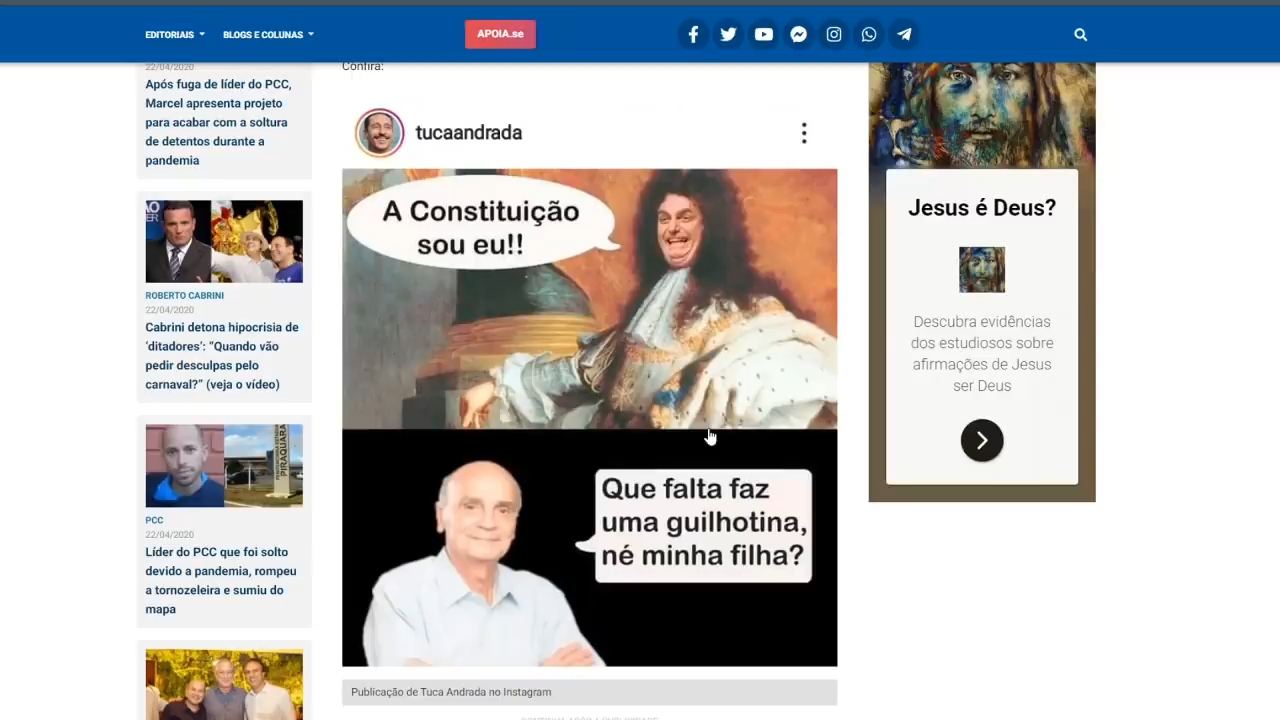 EDITORIAIS
BLOGS E COLUNAS
APOIA.se
22/04/2020
Após fuga de líder do PCC,
Marcel apresenta projeto
para acabar com a soltura
de detentos durante a
pandemia
ROBERTO CABRINI
22/04/2020
Cabrini detona hipocrisia de
‘ditadores’: “Quando vão
pedir desculpas pelo
carnaval?” (veja o vídeo)
PIRAQUARA
PCC
22/04/2020
Líder do PCC que foi solto
devido a pandemia, rompeu
a tornozeleira e sumiu do
mapa
Confira:
tucaandrada
A Constituição
sou eu!!
Que falta faz
uma guilhotina,
né minha filha?
Publicação de Tuca Andrada no Instagram
Jesus é Deus?
Descubra evidências
dos estudiosos sobre
afirmações de Jesus
ser Deus